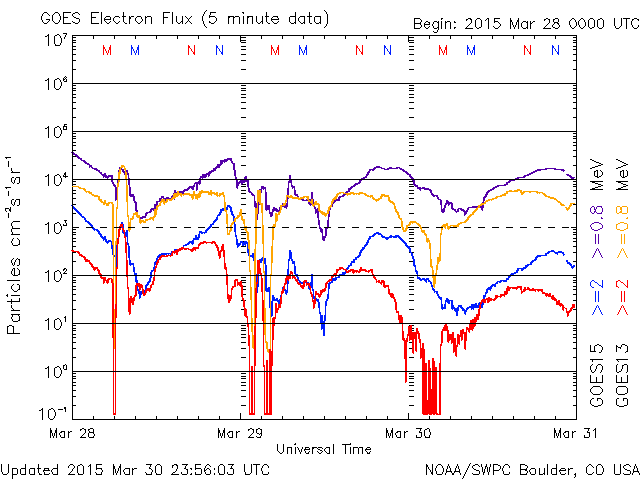 GOES Electron Flux (5 minute data)
Begin: 2015 Mar 28 0000 UTC
M M N N M M N N M M N N
10⁷
10⁶
10⁵
10⁴
10³
10²
10¹
10⁰
10⁻¹
Particles cm⁻²s⁻¹sr⁻¹
Mar 28 Mar 29 Mar 30 Mar 31
Universal Time
GOES15 >=2 >=0.8 MeV
GOES13 >=2 >=0.8 MeV
Updated 2015 Mar 30 23:56:03 UTC
NOAA/SWPC Boulder, CO USA